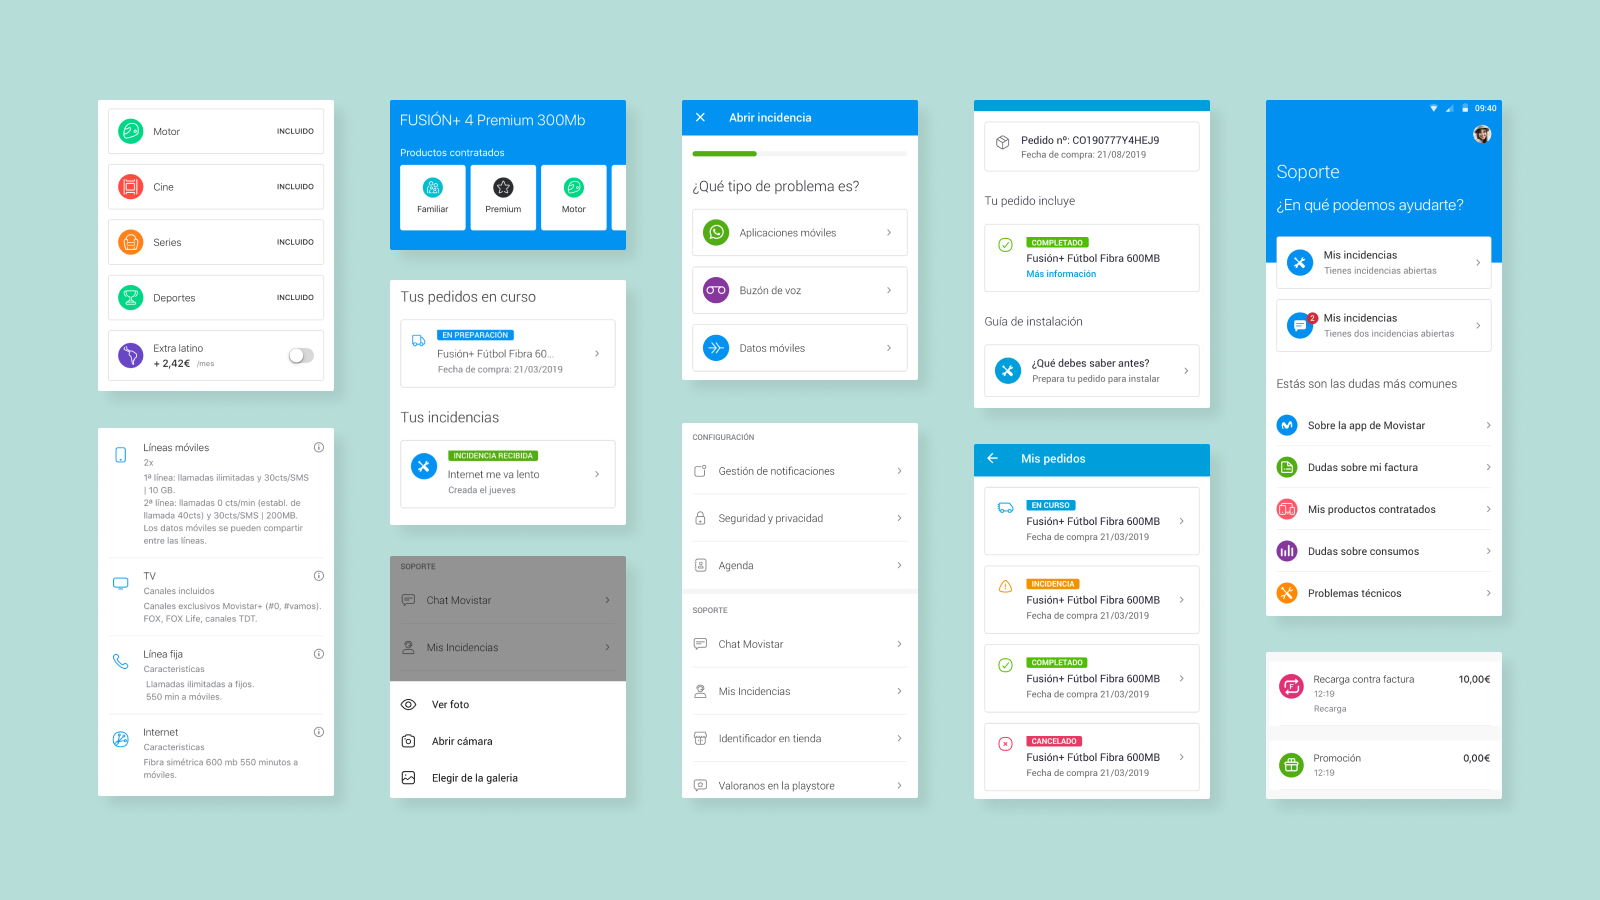 Motor
INCLUIDO
Cine
INCLUIDO
Series
INCLUIDO
Deportes
INCLUIDO
Extra latino
+ 2,42€ /mes
Líneas móviles
2x
1ª línea: llamadas ilimitadas y 30cts/SMS
| 10 GB.
2ª línea: llamadas 0 cts/min (establ. de
llamada 40cts) y 30cts/SMS | 200MB.
Los datos móviles se pueden compartir
entre las líneas.
TV
Canales incluidos
Canales exclusivos Movistar+ (#0, #vamos).
FOX, FOX Life, canales TDT.
Línea fija
Características
Llamadas ilimitadas a fijos.
550 min a móviles.
Internet
Características
Fibra simétrica 600 mb 550 minutos a
móviles.
FUSIÓN+ 4 Premium 300Mb
Productos contratados
Familiar
Premium
Motor
Tus pedidos en curso
EN PREPARACIÓN
Fusión+ Fútbol Fibra 60...
Fecha de compra: 21/03/2019
Tus incidencias
INCIDENCIA RECIBIDA
Internet me va lento
Creada el jueves
SOPORTE
Chat Movistar
Mis Incidencias
Ver foto
Abrir cámara
Elegir de la galeria
Abrir incidencia
¿Qué tipo de problema es?
Aplicaciones móviles
Buzón de voz
Datos móviles
CONFIGURACIÓN
Gestión de notificaciones
Seguridad y privacidad
Agenda
SOPORTE
Chat Movistar
Mis Incidencias
Identificador en tienda
Valoranos en la playstore
Pedido nº: CO190777Y4HEJ9
Fecha de compra: 21/08/2019
Tu pedido incluye
COMPLETADO
Fusión+ Fútbol Fibra 600MB
Más información
Guía de instalación
¿Qué debes saber antes?
Prepara tu pedido para instalar
Mis pedidos
EN CURSO
Fusión+ Fútbol Fibra 600MB
Fecha de compra 21/03/2019
INCIDENCIA
Fusión+ Fútbol Fibra 600MB
Fecha de compra 21/03/2019
COMPLETADO
Fusión+ Fútbol Fibra 600MB
Fecha de compra 21/03/2019
CANCELADO
Fusión+ Fútbol Fibra 600MB
Fecha de compra 21/03/2019
09:40
Soporte
¿En qué podemos ayudarte?
Mis incidencias
Tienes incidencias abiertas
2
Mis incidencias
Tienes dos incidencias abiertas
Estás son las dudas más comunes
Sobre la app de Movistar
Dudas sobre mi factura
Mis productos contratados
Dudas sobre consumos
Problemas técnicos
Recarga contra factura
10,00€
12:19
Recarga
Promoción
0,00€
12:19